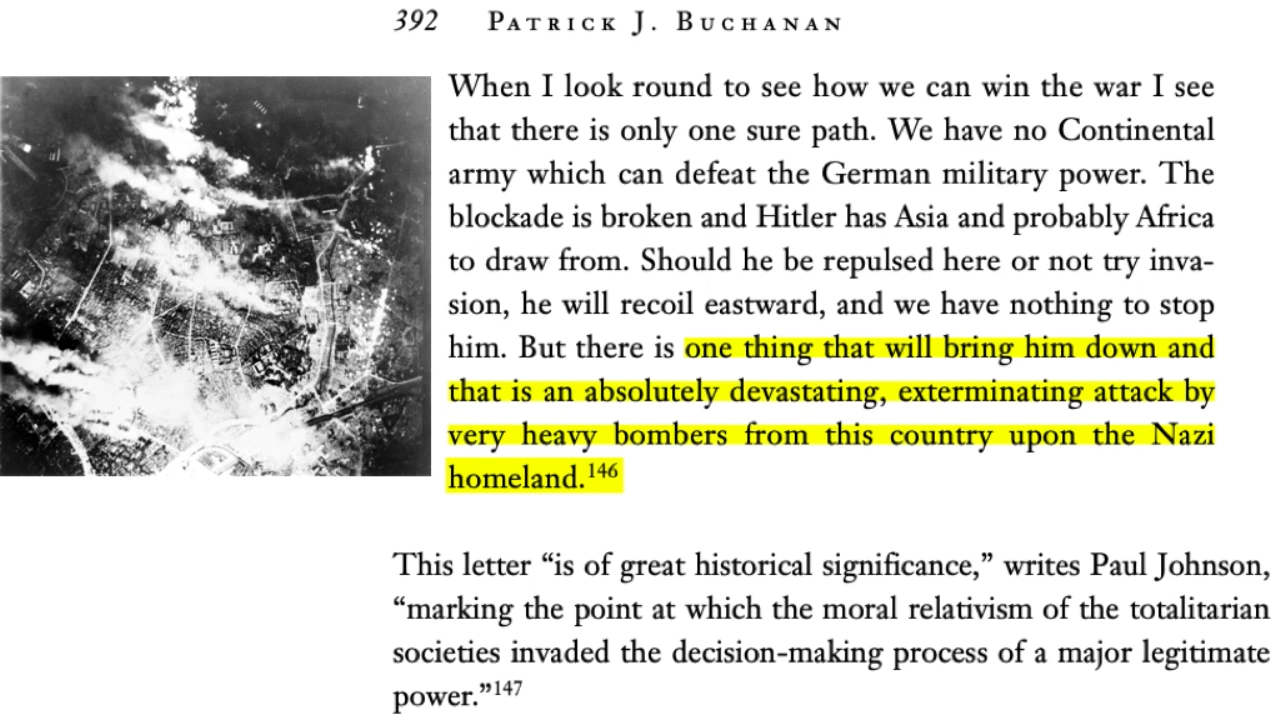 392 PATRICK J. BUCHANAN
When I look round to see how we can win the war I see
that there is only one sure path. We have no Continental
army which can defeat the German military power. The
blockade is broken and Hitler has Asia and probably Africa
to draw from. Should he be repulsed here or not try inva-
sion, he will recoil eastward, and we have nothing to stop
him. But there is one thing that will bring him down and
that is an absolutely devastating, exterminating attack by
very heavy bombers from this country upon the Nazi
homeland.146
This letter “is of great historical significance,” writes Paul Johnson,
“marking the point at which the moral relativism of the totalitarian
societies invaded the decision-making process of a major legitimate
power.”147